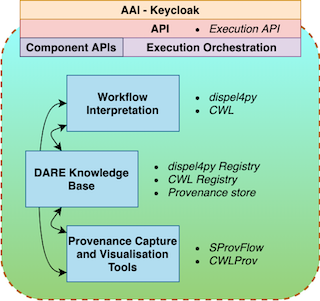 AAI - Keycloak
API • Execution API
Component APIs Execution Orchestration
Workflow
Interpretation
• dispel4py
• CWL
DARE Knowledge
Base
• dispel4py Registry
• CWL Registry
• Provenance store
Provenance Capture
and Visualisation
Tools
• SProvFlow
• CWLProv